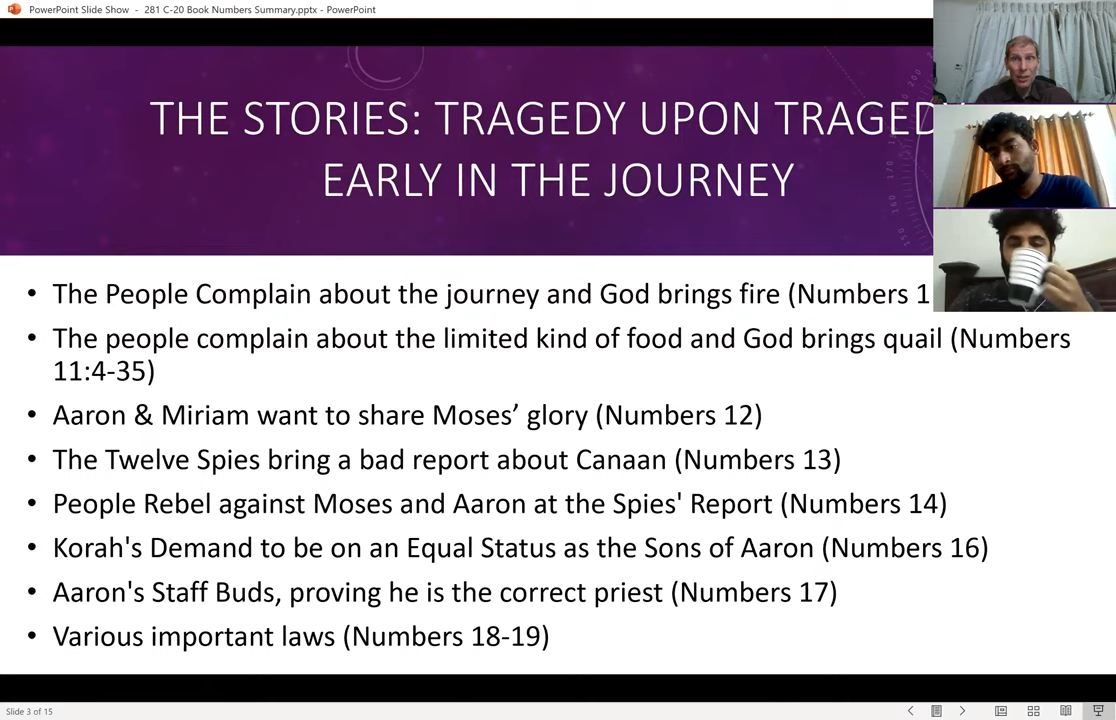 PowerPoint Slide Show - 281 C-20 Book Numbers Summary.pptx - PowerPoint
THE STORIES: TRAGEDY UPON
EARLY IN THE JOURNEY
• The People Complain about the journey and God brings fire (Numbers
• The people complain about the limited kind of food and God brings quail (Numbers
11:4-35)
• Aaron & Miriam want to share Moses’ glory (Numbers 12)
• The Twelve Spies bring a bad report about Canaan (Numbers 13)
• People Rebel against Moses and Aaron at the Spies' Report (Numbers 14)
• Korah's Demand to be on an Equal Status as the Sons of Aaron (Numbers 16)
• Aaron's Staff Buds, proving he is the correct priest (Numbers 17)
• Various important laws (Numbers 18-19)
Slide 3 of 15